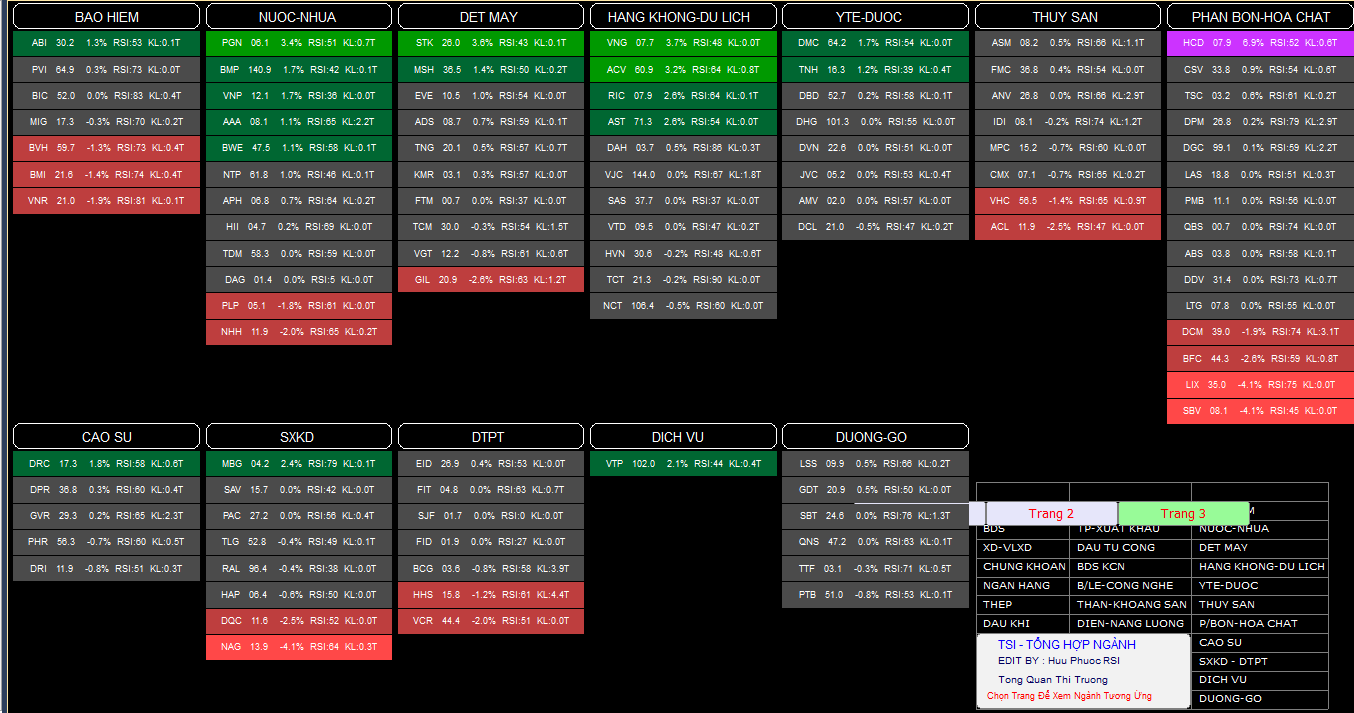 BAO HIEM
ABI 30.2 1.3% RSI:53 KL:0.1T
PVI 64.9 0.3% RSI:73 KL:0.0T
BIC 52.0 0.0% RSI:83 KL:0.4T
MIG 17.3 -0.3% RSI:70 KL:0.2T
BVH 59.7 -1.3% RSI:73 KL:0.4T
BMI 21.6 -1.4% RSI:74 KL:0.4T
VNR 21.0 -1.9% RSI:81 KL:0.1T
NUOC-NHUA
PGN 06.1 3.4% RSI:51 KL:0.7T
BMP 140.9 1.7% RSI:42 KL:0.1T
VNP 12.1 1.7% RSI:36 KL:0.0T
AAA 08.1 1.1% RSI:65 KL:2.2T
BWE 47.5 1.1% RSI:58 KL:0.1T
NTP 61.8 1.0% RSI:46 KL:0.1T
APH 06.8 0.7% RSI:64 KL:0.2T
HII 04.7 0.2% RSI:69 KL:0.0T
TDM 58.3 0.0% RSI:59 KL:0.0T
DAG 01.4 0.0% RSI:5 KL:0.0T
PLP 05.1 -1.8% RSI:61 KL:0.0T
NHH 11.9 -2.0% RSI:65 KL:0.2T
DET MAY
STK 26.0 3.6% RSI:43 KL:0.1T
MSH 36.5 1.4% RSI:50 KL:0.2T
EVE 10.5 1.0% RSI:54 KL:0.0T
ADS 08.7 0.7% RSI:59 KL:0.1T
TNG 20.1 0.5% RSI:57 KL:0.7T
KMR 03.1 0.3% RSI:57 KL:0.0T
FTM 00.7 0.0% RSI:37 KL:0.0T
TCM 30.0 -0.3% RSI:54 KL:1.5T
VGT 12.2 -0.8% RSI:61 KL:0.6T
GIL 20.9 -2.6% RSI:63 KL:1.2T
HANG KHONG-DU LICH
VNG 07.7 3.7% RSI:48 KL:0.0T
ACV 60.9 3.2% RSI:64 KL:0.8T
RIC 07.9 2.6% RSI:64 KL:0.1T
AST 71.3 2.6% RSI:54 KL:0.0T
DAH 03.7 0.5% RSI:86 KL:0.3T
VJC 144.0 0.0% RSI:67 KL:1.8T
SAS 37.7 0.0% RSI:37 KL:0.0T
VTD 09.5 0.0% RSI:47 KL:0.2T
HVN 30.6 -0.2% RSI:48 KL:0.6T
TCT 21.3 -0.2% RSI:90 KL:0.0T
NCT 106.4 -0.5% RSI:60 KL:0.0T
YTE-DUOC
DMC 64.2 1.7% RSI:54 KL:0.0T
TNH 16.3 1.2% RSI:39 KL:0.4T
DBD 52.7 0.2% RSI:58 KL:0.1T
DHG 101.3 0.0% RSI:55 KL:0.0T
DVN 22.6 0.0% RSI:51 KL:0.0T
JVC 05.2 0.0% RSI:53 KL:0.4T
AMV 02.0 0.0% RSI:57 KL:0.0T
DCL 21.0 -0.5% RSI:47 KL:0.2T
THUY SAN
ASM 08.2 0.5% RSI:66 KL:1.1T
FMC 36.8 0.4% RSI:54 KL:0.0T
ANV 26.8 0.0% RSI:66 KL:2.9T
IDI 08.1 -0.2% RSI:74 KL:1.2T
MPC 15.2 -0.7% RSI:60 KL:0.0T
CMX 07.1 -0.7% RSI:65 KL:0.2T
VHC 56.5 -1.4% RSI:65 KL:0.9T
ACL 11.9 -2.5% RSI:47 KL:0.0T
PHAN BON-HOA CHAT
HCD 07.9 6.9% RSI:52 KL:0.6T
CSV 33.8 0.9% RSI:54 KL:0.6T
TSC 03.2 0.6% RSI:61 KL:0.2T
DPM 26.8 0.2% RSI:79 KL:2.9T
DGC 99.1 0.1% RSI:59 KL:2.2T
LAS 18.8 0.0% RSI:51 KL:0.3T
PMB 11.1 0.0% RSI:56 KL:0.0T
QBS 00.7 0.0% RSI:74 KL:0.0T
ABS 03.8 0.0% RSI:58 KL:0.1T
DDV 31.4 0.0% RSI:73 KL:0.7T
LTG 07.8 0.0% RSI:55 KL:0.0T
DCM 39.0 -1.9% RSI:74 KL:3.1T
BFC 44.3 -2.6% RSI:59 KL:0.8T
LIX 35.0 -4.1% RSI:75 KL:0.0T
SBV 08.1 -4.1% RSI:45 KL:0.0T
CAO SU
DRC 17.3 1.8% RSI:58 KL:0.6T
DPR 36.8 0.3% RSI:60 KL:0.4T
GVR 29.3 0.2% RSI:65 KL:2.3T
PHR 56.3 -0.7% RSI:60 KL:0.5T
DRI 11.9 -0.8% RSI:51 KL:0.3T
SXKD
MBG 04.2 2.4% RSI:79 KL:0.1T
SAV 15.7 0.0% RSI:42 KL:0.0T
PAC 27.2 0.0% RSI:56 KL:0.4T
TLG 52.8 -0.4% RSI:49 KL:0.1T
RAL 96.4 -0.4% RSI:38 KL:0.0T
HAP 06.4 -0.6% RSI:50 KL:0.0T
DQC 11.6 -2.5% RSI:52 KL:0.0T
NAG 13.9 -4.1% RSI:64 KL:0.3T
DTPT
EID 26.9 0.4% RSI:53 KL:0.0T
FIT 04.8 0.0% RSI:63 KL:0.7T
SJF 01.7 0.0% RSI:0 KL:0.0T
FID 01.9 0.0% RSI:27 KL:0.0T
BCG 03.6 -0.8% RSI:58 KL:3.9T
HHS 15.8 -1.2% RSI:61 KL:4.4T
VCR 44.4 -2.0% RSI:51 KL:0.0T
DICH VU
VTP 102.0 2.1% RSI:44 KL:0.4T
DUONG-GO
LSS 09.9 0.5% RSI:66 KL:0.2T
GDT 20.9 0.5% RSI:50 KL:0.0T
SBT 24.6 0.0% RSI:76 KL:1.3T
QNS 47.2 0.0% RSI:63 KL:0.1T
TTF 03.1 -0.3% RSI:71 KL:0.5T
PTB 51.0 -0.8% RSI:53 KL:0.1T
Trang 2 Trang 3
BDS TP-XUAT KHAU NUOC-NHUA
XD-VLXD DAU TU CONG DET MAY
CHUNG KHOAN BDS KCN HANG KHONG-DU LICH
NGAN HANG B/LE-CONG NGHE YTE-DUOC
THEP THAN-KHOANG SAN THUY SAN
DAU KHI DIEN-NANG LUONG P/BON-HOA CHAT
CAO SU
SXKD - DTPT
DICH VU
DUONG-GO
TSI - TỔNG HỢP NGÀNH
EDIT BY : Huu Phuoc RSI
Tong Quan Thi Truong
Chọn Trang Để Xem Ngành Tương Ứng